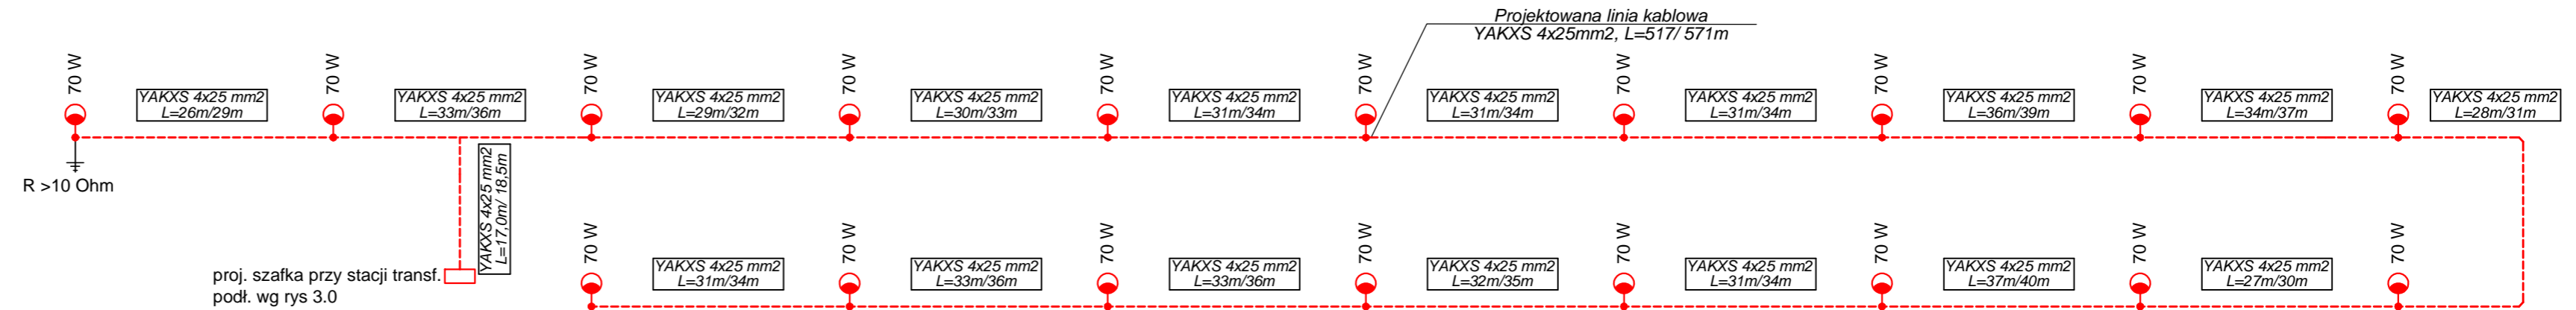 Projektowana linia kablowa
YAKXS 4x25mm2, L=517/ 571m
70 W
70 W
70 W
70 W
70 W
70 W
70 W
70 W
70 W
70 W
YAKXS 4x25 mm2
L=26m/29m
YAKXS 4x25 mm2
L=33m/36m
YAKXS 4x25 mm2
L=29m/32m
YAKXS 4x25 mm2
L=30m/33m
YAKXS 4x25 mm2
L=31m/34m
YAKXS 4x25 mm2
L=31m/34m
YAKXS 4x25 mm2
L=31m/34m
YAKXS 4x25 mm2
L=36m/39m
YAKXS 4x25 mm2
L=34m/37m
YAKXS 4x25 mm2
L=28m/31m
R >10 Ohm
YAKXS 4x25 mm2
L=17,0m/ 18,5m
proj. szafka przy stacji transf.
podł. wg rys 3.0
70 W
70 W
70 W
70 W
70 W
70 W
70 W
70 W
YAKXS 4x25 mm2
L=31m/34m
YAKXS 4x25 mm2
L=33m/36m
YAKXS 4x25 mm2
L=33m/36m
YAKXS 4x25 mm2
L=32m/35m
YAKXS 4x25 mm2
L=31m/34m
YAKXS 4x25 mm2
L=37m/40m
YAKXS 4x25 mm2
L=27m/30m